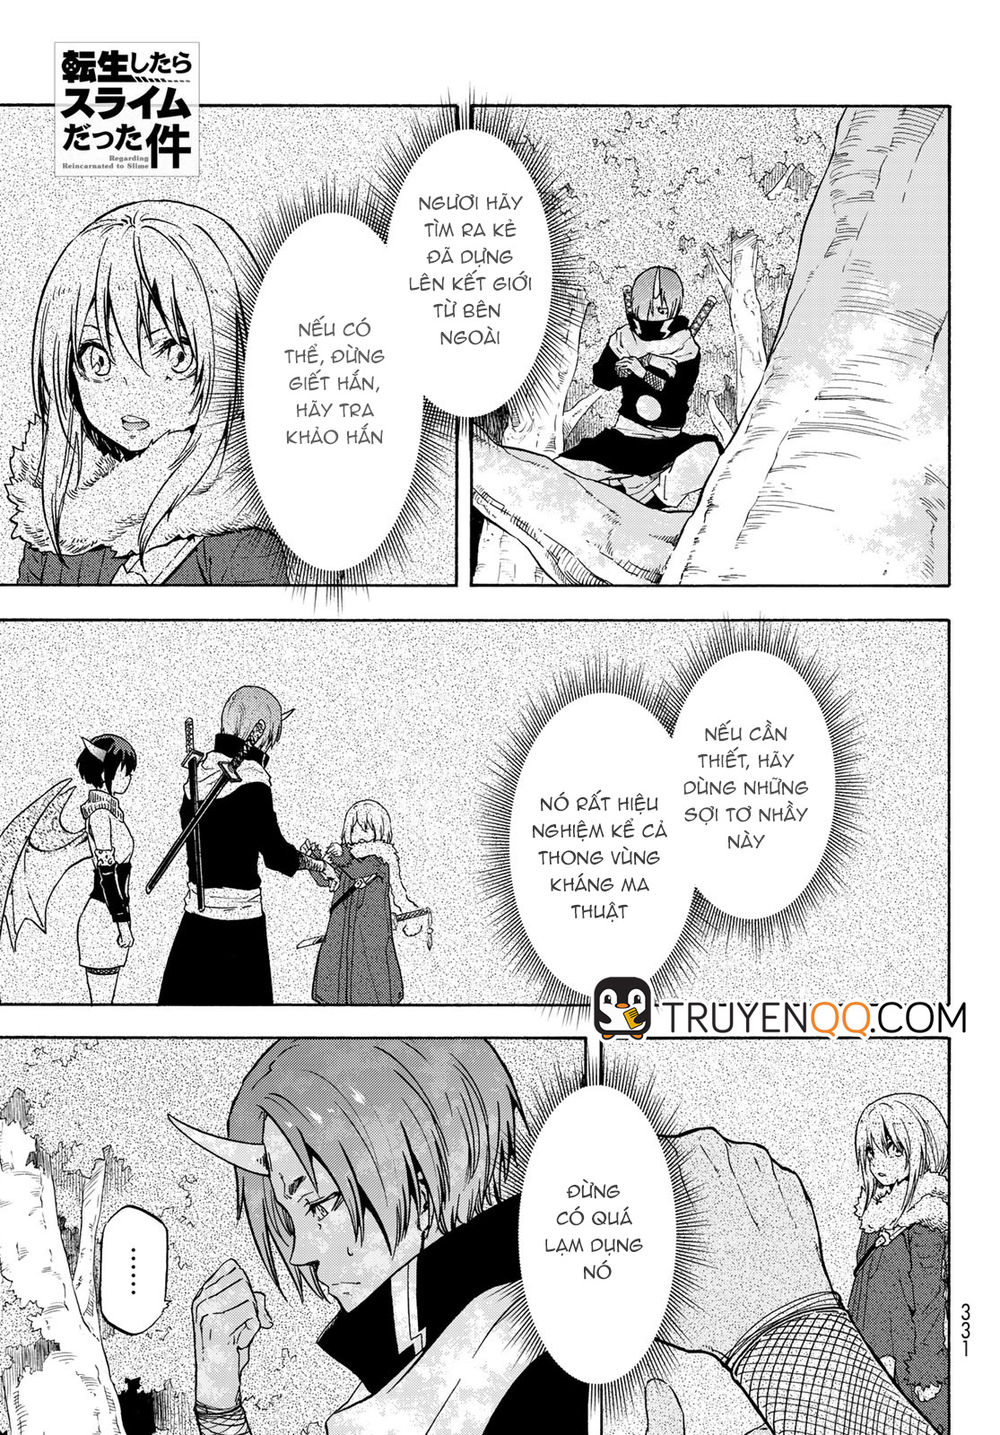 転生したら
スライム
だった件
Regarding
Reincarnated to Slime
NGƯƠI HÃY
TÌM RA KẺ
ĐÃ DỰNG
LÊN KẾT GIỚI
TỪ BÊN
NGOÀI
NẾU CÓ
THỂ, ĐỪNG
GIẾT HẮN,
HÃY TRA
KHẢO HẮN
NẾU CẦN
THIẾT, HÃY
DÙNG NHỮNG
SỢI TƠ NHẦY
NÀY
NÓ RẤT HIỆU
NGHIỆM KỂ CẢ
THONG VÙNG
KHÁNG MA
THUẬT
TRUYENQQ.COM
ĐỪNG
CÓ QUÁ
LẠM DỤNG
NÓ
......
331